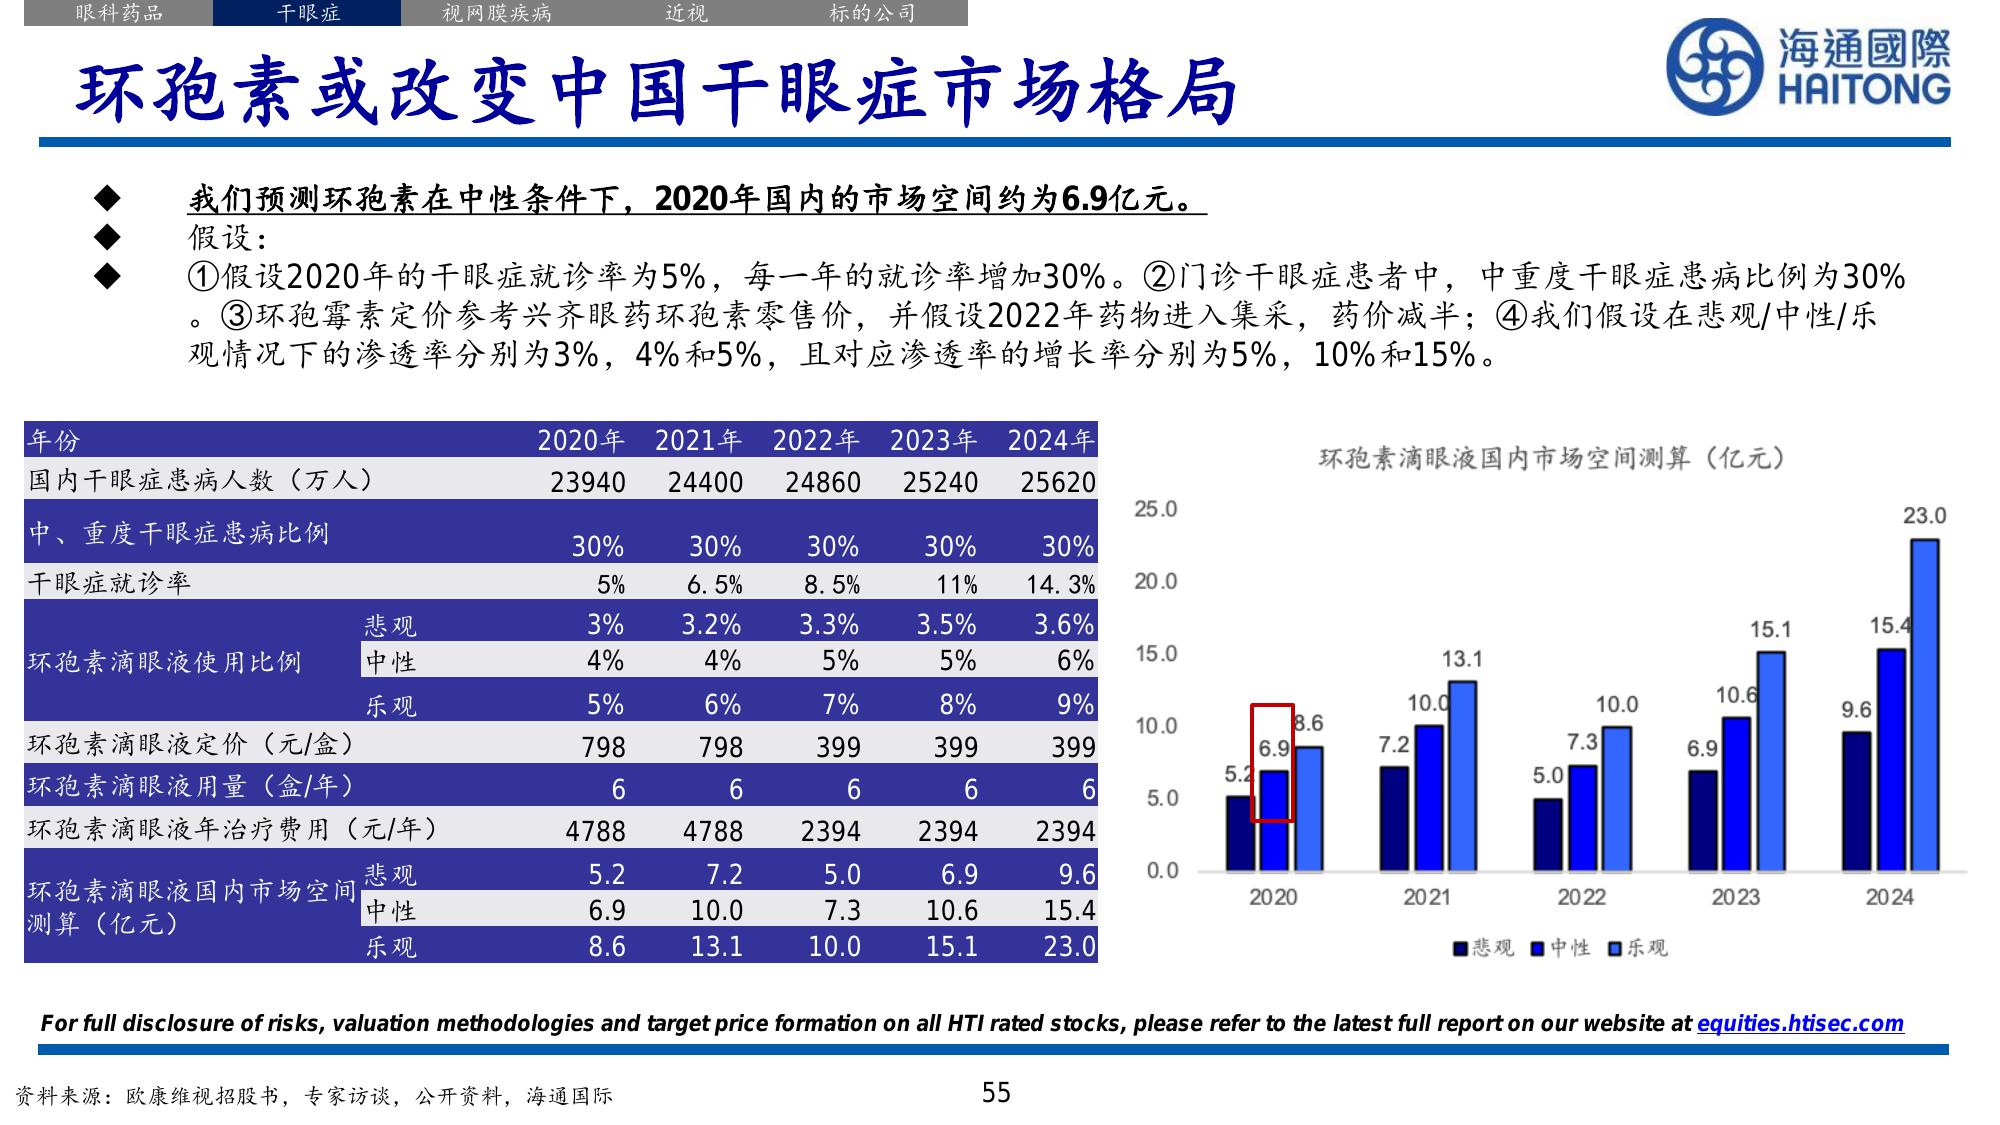 眼科药品 干眼症 视网膜疾病 近视 标的公司
海通國際
HAITONG
环孢素或改变中国干眼症市场格局
◆ 我们预测环孢素在中性条件下，2020年国内的市场空间约为6.9亿元。
◆ 假设：
◆ ①假设2020年的干眼症就诊率为5%，每一年的就诊率增加30%。②门诊干眼症患者中，中重度干眼症患病比例为30%
。③环孢霉素定价参考兴齐眼药环孢素零售价，并假设2022年药物进入集采，药价减半；④我们假设在悲观/中性/乐
观情况下的渗透率分别为3%，4%和5%，且对应渗透率的增长率分别为5%，10%和15%。
年份 2020年 2021年 2022年 2023年 2024年
国内干眼症患病人数（万人） 23940 24400 24860 25240 25620
中、重度干眼症患病比例 30% 30% 30% 30% 30%
干眼症就诊率 5% 6.5% 8.5% 11% 14.3%
环孢素滴眼液使用比例
悲观 3% 3.2% 3.3% 3.5% 3.6%
中性 4% 4% 5% 5% 6%
乐观 5% 6% 7% 8% 9%
环孢素滴眼液定价（元/盒） 798 798 399 399 399
环孢素滴眼液用量（盒/年） 6 6 6 6 6
环孢素滴眼液年治疗费用（元/年） 4788 4788 2394 2394 2394
环孢素滴眼液国内市场空间
测算（亿元）
悲观 5.2 7.2 5.0 6.9 9.6
中性 6.9 10.0 7.3 10.6 15.4
乐观 8.6 13.1 10.0 15.1 23.0
环孢素滴眼液国内市场空间测算（亿元）
25.0
20.0
15.0
10.0
5.0
0.0
5.2 6.9 8.6
7.2 10.0 13.1
5.0 7.3 10.0
6.9 10.6 15.1
9.6 15.4 23.0
2020 2021 2022 2023 2024
悲观 中性 乐观
For full disclosure of risks, valuation methodologies and target price formation on all HTI rated stocks, please refer to the latest full report on our website at equities.htisec.com
资料来源：欧康维视招股书，专家访谈，公开资料，海通国际
55